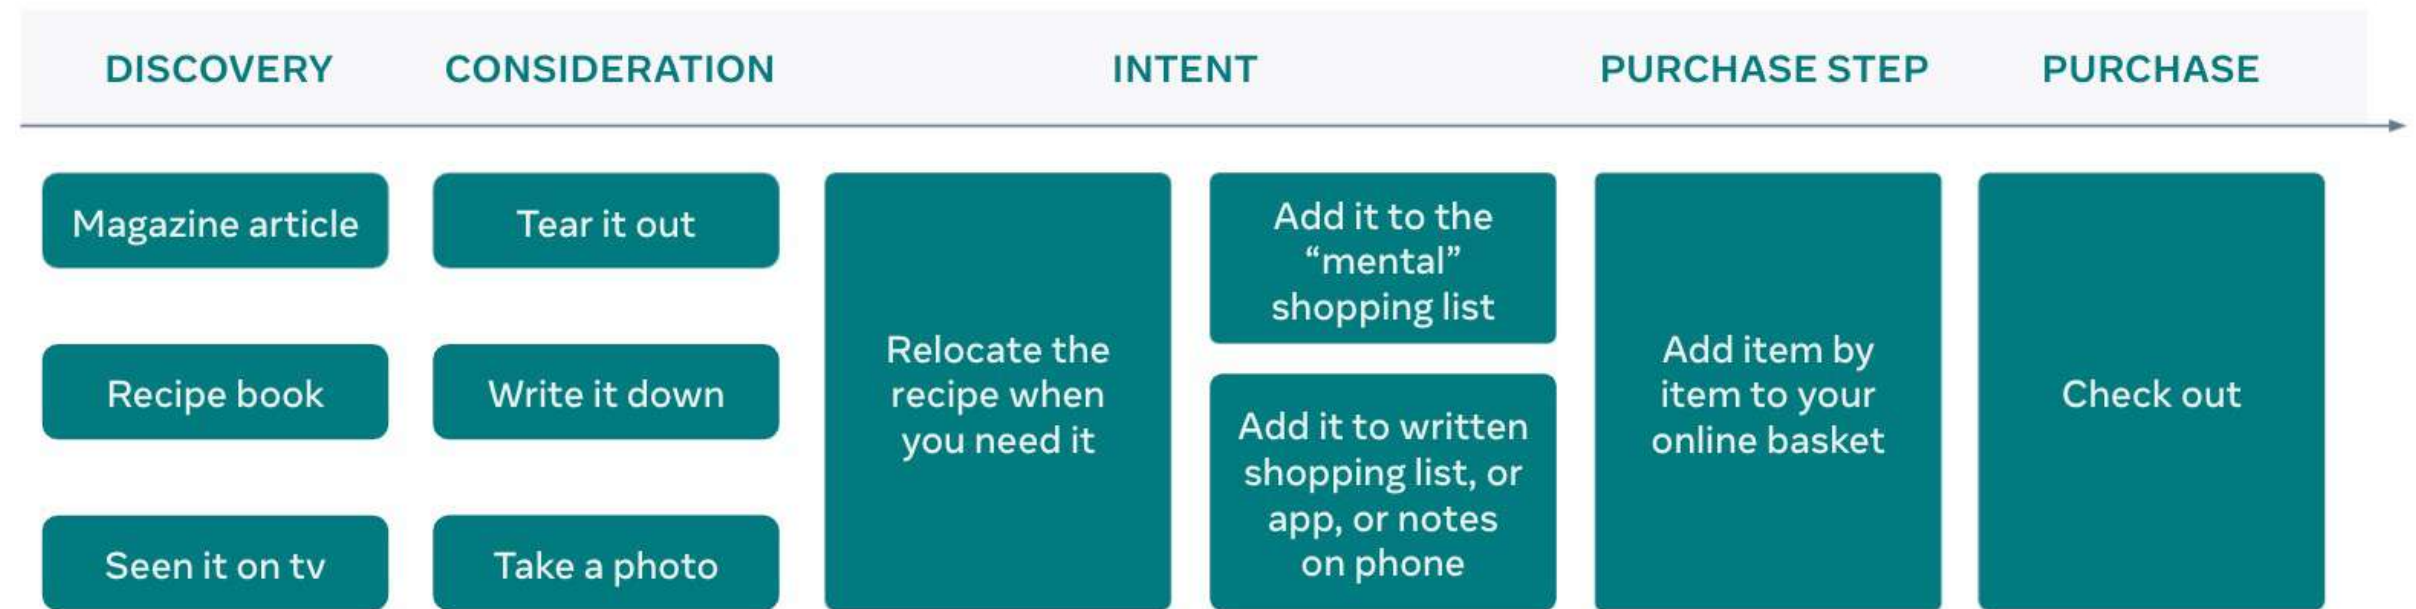 DISCOVERY
CONSIDERATION
INTENT
PURCHASE STEP
PURCHASE
Magazine article
Recipe book
Seen it on tv
Tear it out
Write it down
Take a photo
Relocate the
recipe when
you need it
Add it to the
“mental”
shopping list
Add it to written
shopping list, or
app, or notes
on phone
Add item by
item to your
online basket
Check out